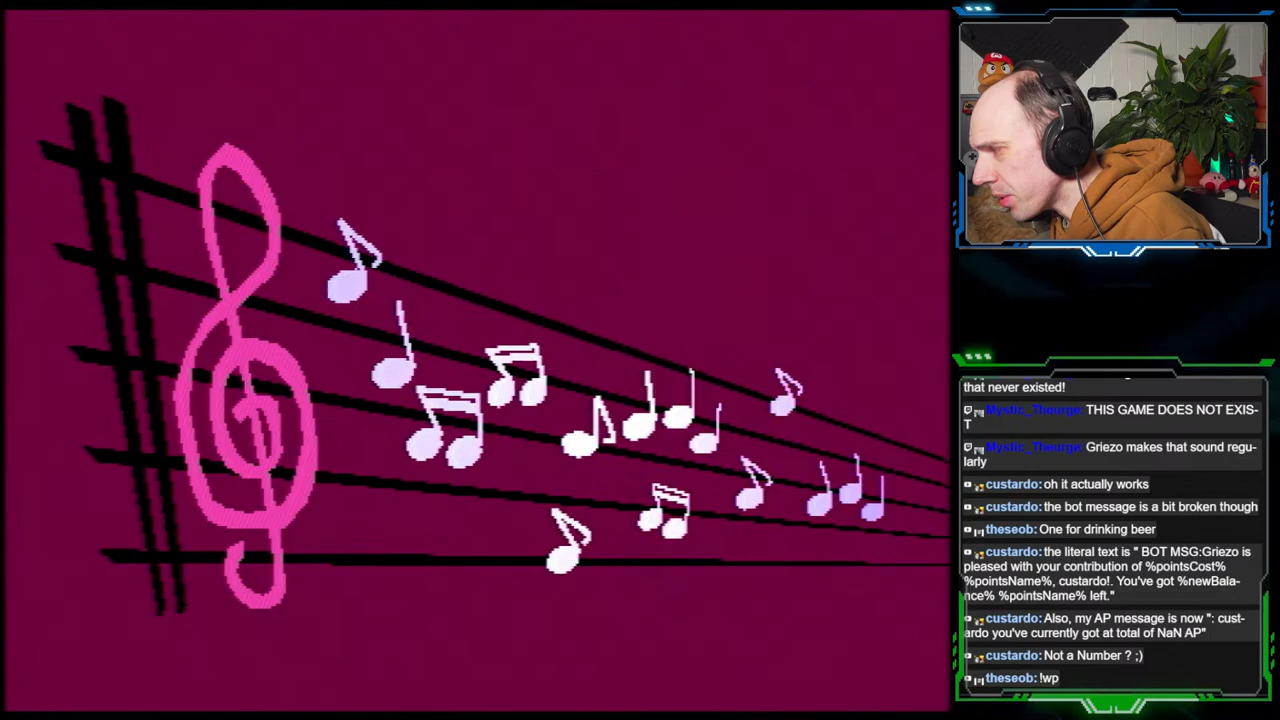 that never existed!
Mystic_Theurge: THIS GAME DOES NOT EXIS-
T
Mystic_Theurge: Griezo makes that sound regu-
larly
custardo: oh it actually works
custardo: the bot message is a bit broken though
theseob: One for drinking beer
custardo: the literal text is " BOT MSG:Griezo is
pleased with your contribution of %pointsCost%
%pointsName%, custardo!. You've got %newBala-
nce% %pointsName% left."
custardo: Also, my AP message is now ": cust-
ardo you've currently got at total of NaN AP"
custardo: Not a Number ? ;)
theseob: !wp